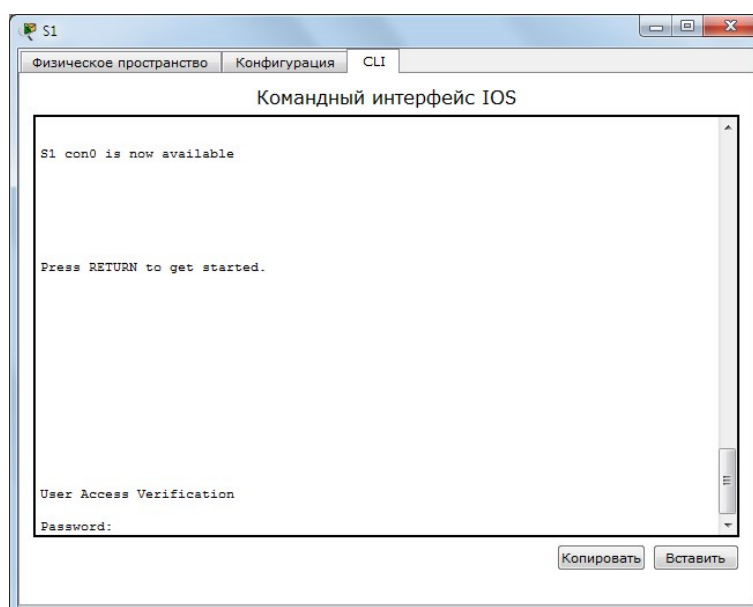 S1
Физическое пространство Конфигурация CLI
Командный интерфейс IOS
S1 con0 is now available
Press RETURN to get started.
User Access Verification
Password:
Копировать Вставить